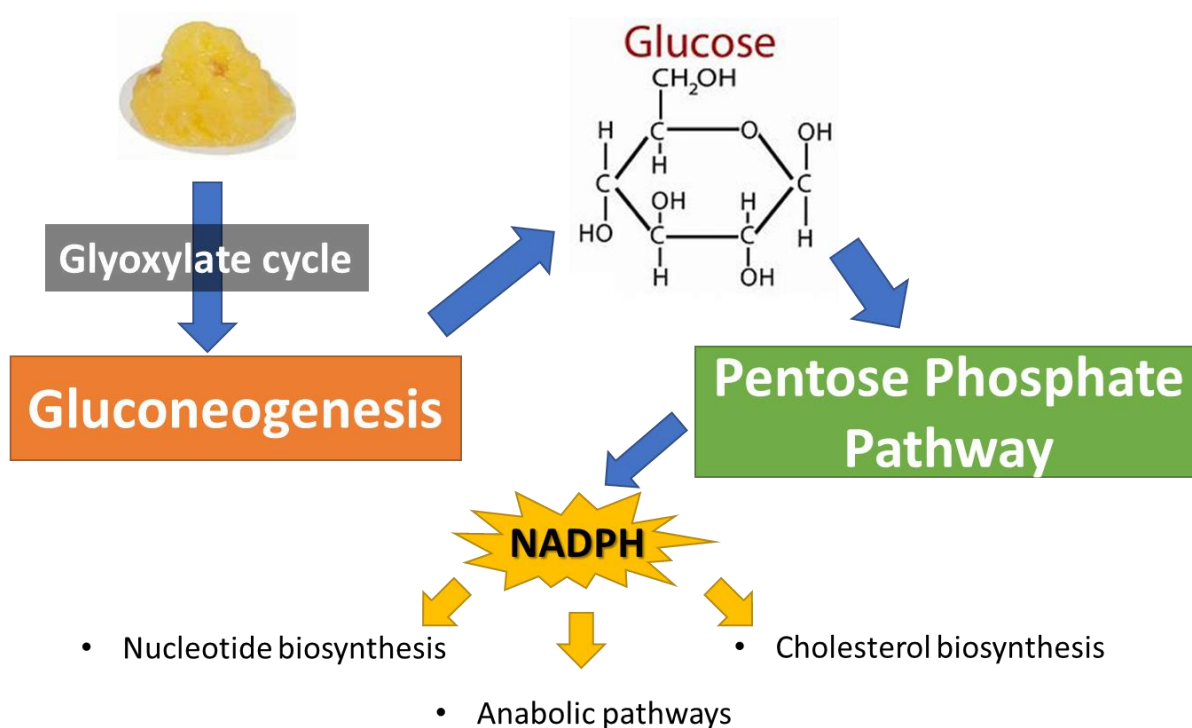 Glucose
CH₂OH
H C O OH
H
C OH H C
HO C C H
H OH
Glyoxylate cycle
Gluconeogenesis
Pentose Phosphate
Pathway
NADPH
• Nucleotide biosynthesis
• Cholesterol biosynthesis
• Anabolic pathways